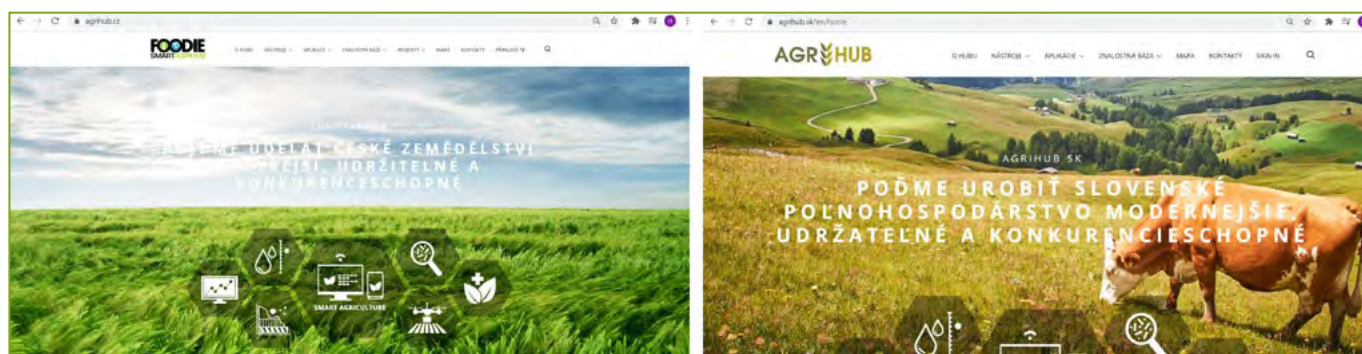 agrihub.cz
FOODIE
SMART AGRIHUB
O HUBU NÁSTROJE APLIKACE ZNALOSTNÍ BÁZE PROJEKTY MAPA KONTAKTY PŘIHLÁSIT SE
UDĚLAT ČESKÉ ZEMĚDĚLSTVÍ
UDRŽITELNÉ A
KONKURENCESCHOPNÉ
SMART AGRICULTURE
agrihub.sk/en/home
AGRIHUB
O HUBU NÁSTROJE APLIKÁCIE ZNALOSTNÁ BÁZA MAPA KONTAKTY SIGN IN
AGRIHUB SK
POĎME UROBIŤ SLOVENSKÉ
POĽNOHOSPODÁRSTVO MODERNEJŠIE,
UDRŽATEĽNÉ A KONKURENCIESCHOPNÉ